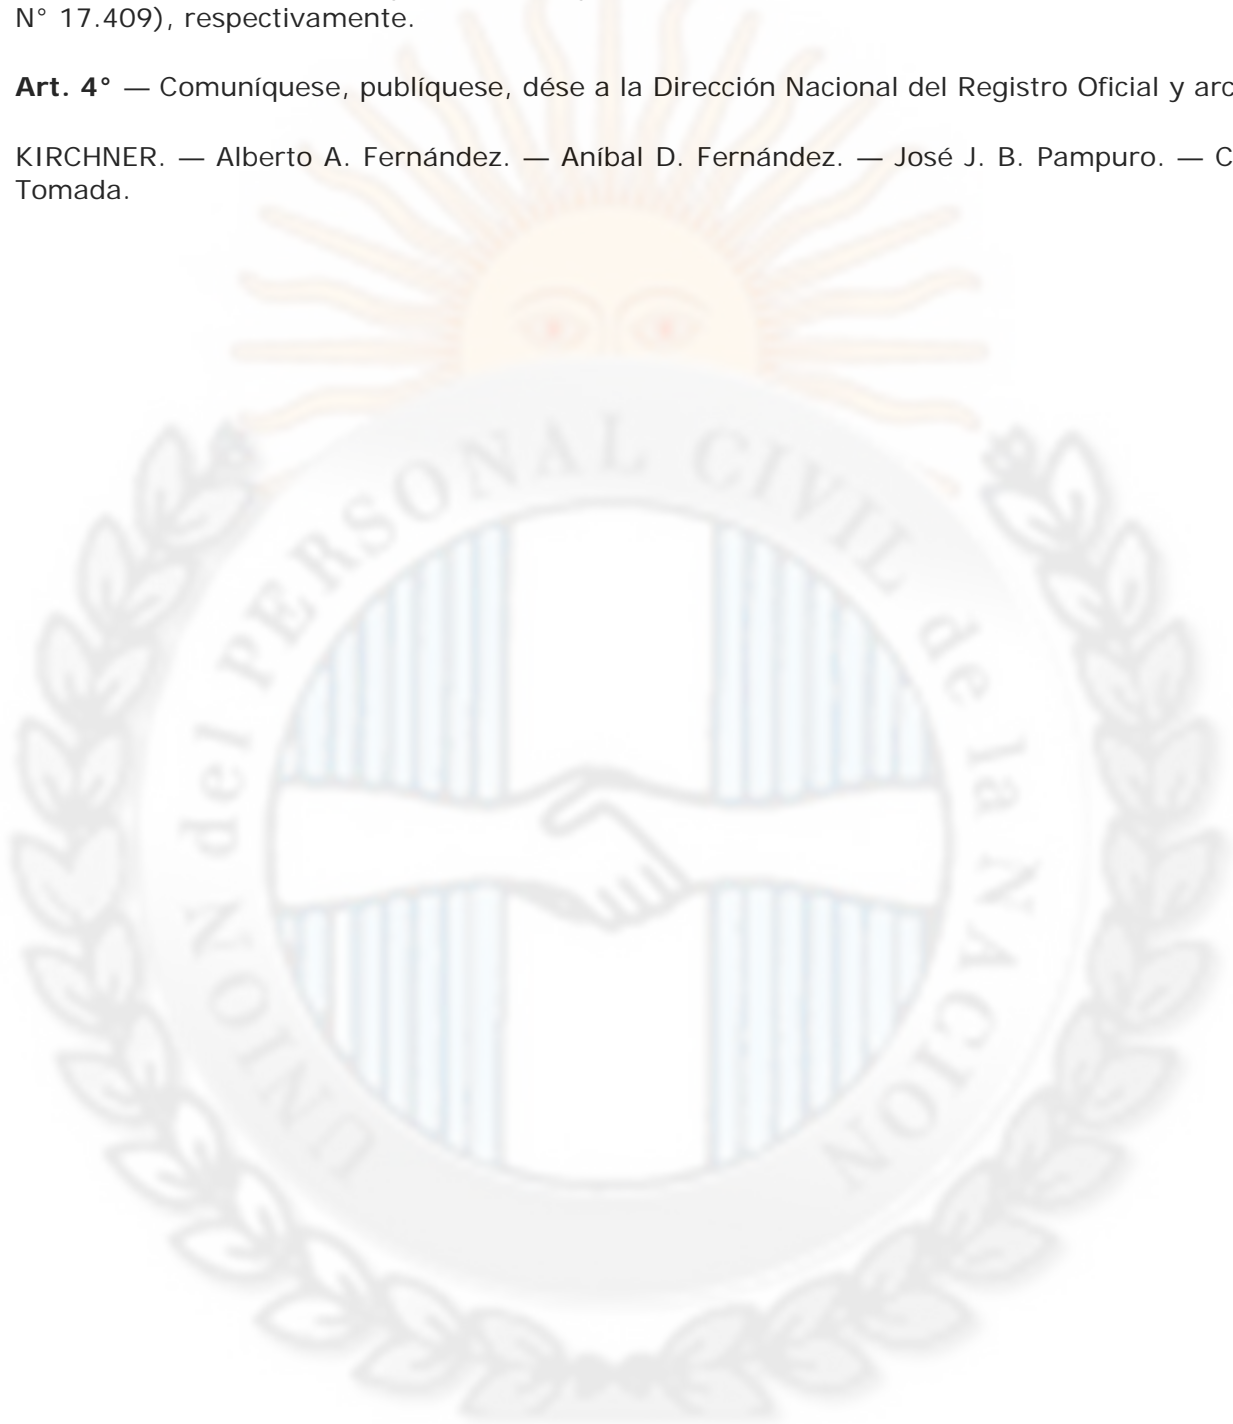 N° 17.409), respectivamente.
Art. 4° — Comuníquese, publíquese, dése a la Dirección Nacional del Registro Oficial y
KIRCHNER. — Alberto A. Fernández. — Aníbal D. Fernández. — José J. B. Pampuro. —
Tomada.
UNION del PERSONAL CIVIL de la NACION